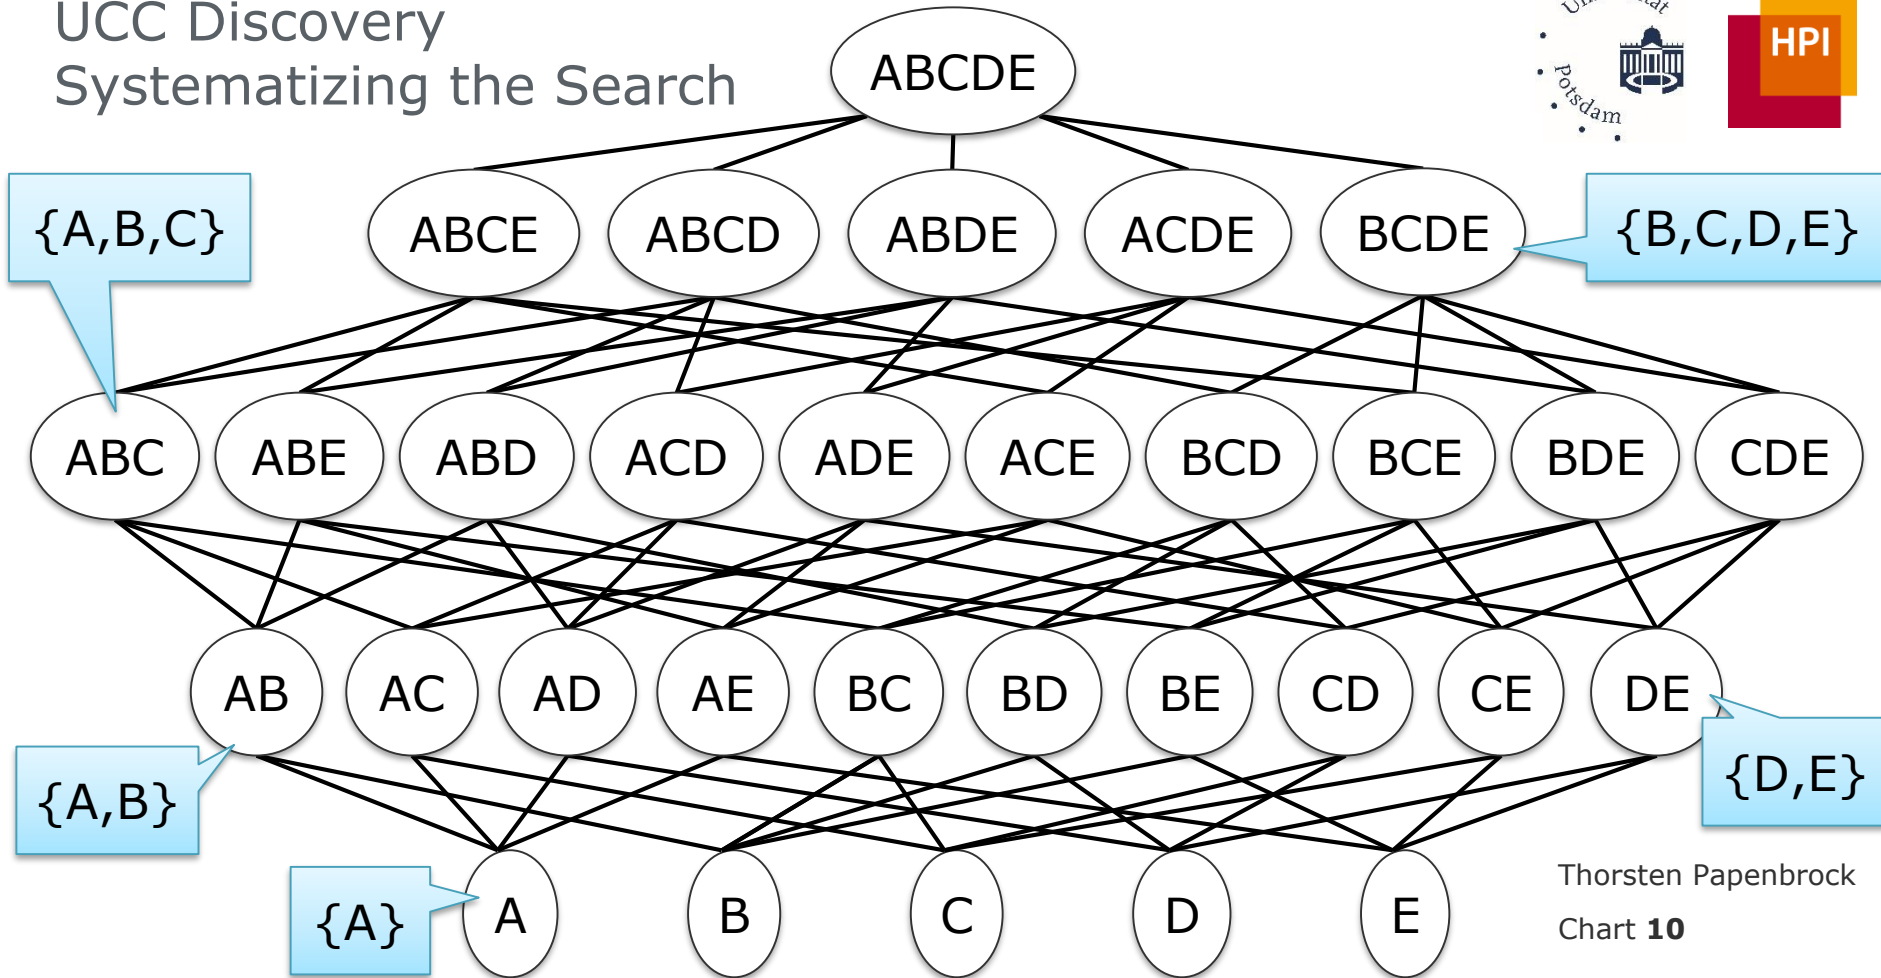 UCC Discovery
Systematizing the Search
Potsdam
HPI
ABCDE
{A,B,C}
ABCE ABCD ABDE ACDE BCDE
{B,C,D,E}
ABC ABE ABD ACD ADE ACE BCD BCE BDE CDE
AB AC AD AE BC BD BE CD CE DE
{A,B}
{D,E}
{A}
A B C D E
Thorsten Papenbrock
Chart 10